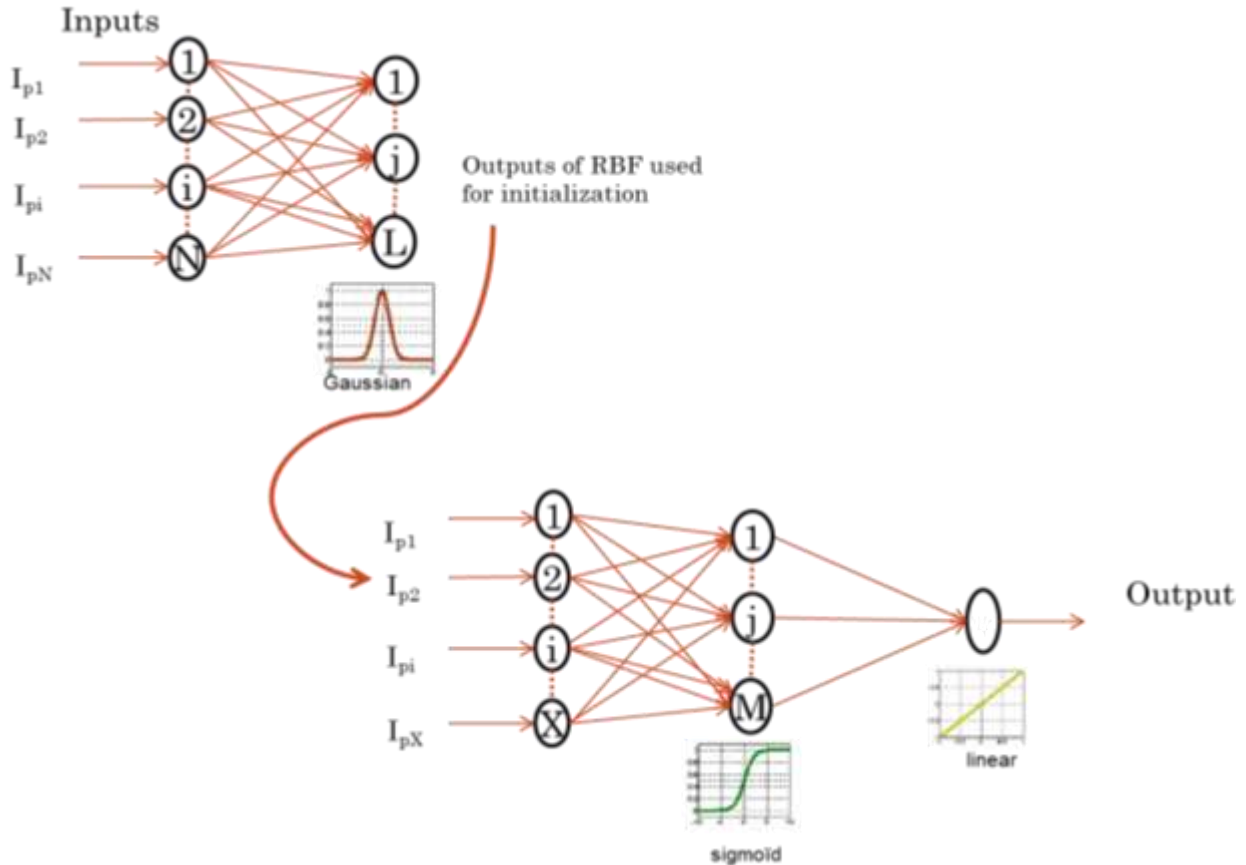 Inputs
I_p1
I_p2
I_pi
I_pN
1
2
i
N
1
j
L
Outputs of RBF used
for initialization
Gaussian
I_p1
I_p2
I_pi
I_pX
1
2
i
X
1
j
M
Output
linear
sigmoïd